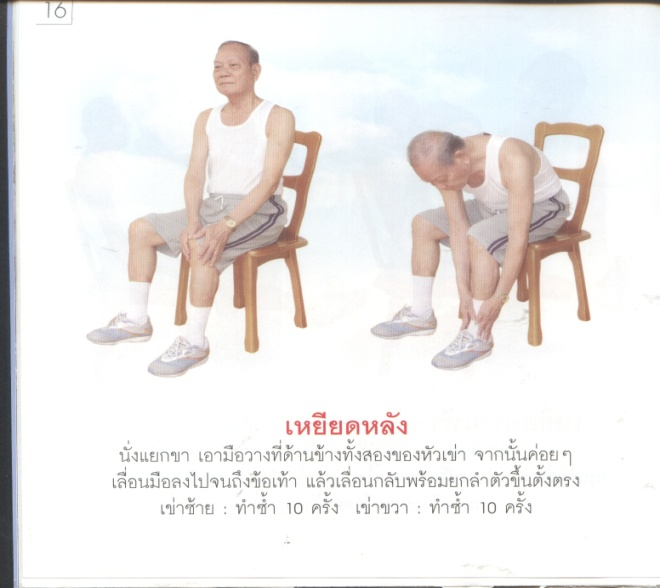 16
เหยียดหลัง
นั่งแยกขา เอามือวางที่ด้านข้างทั้งสองของหัวเข่า จากนั้นค่อยๆ
เลื่อนมือลงไปจนถึงข้อเท้า แล้วเลื่อนกลับพร้อมยกลำตัวขึ้นตั้งตรง
เข่าซ้าย : ทำซ้ำ 10 ครั้ง เข่าขวา : ทำซ้ำ 10 ครั้ง